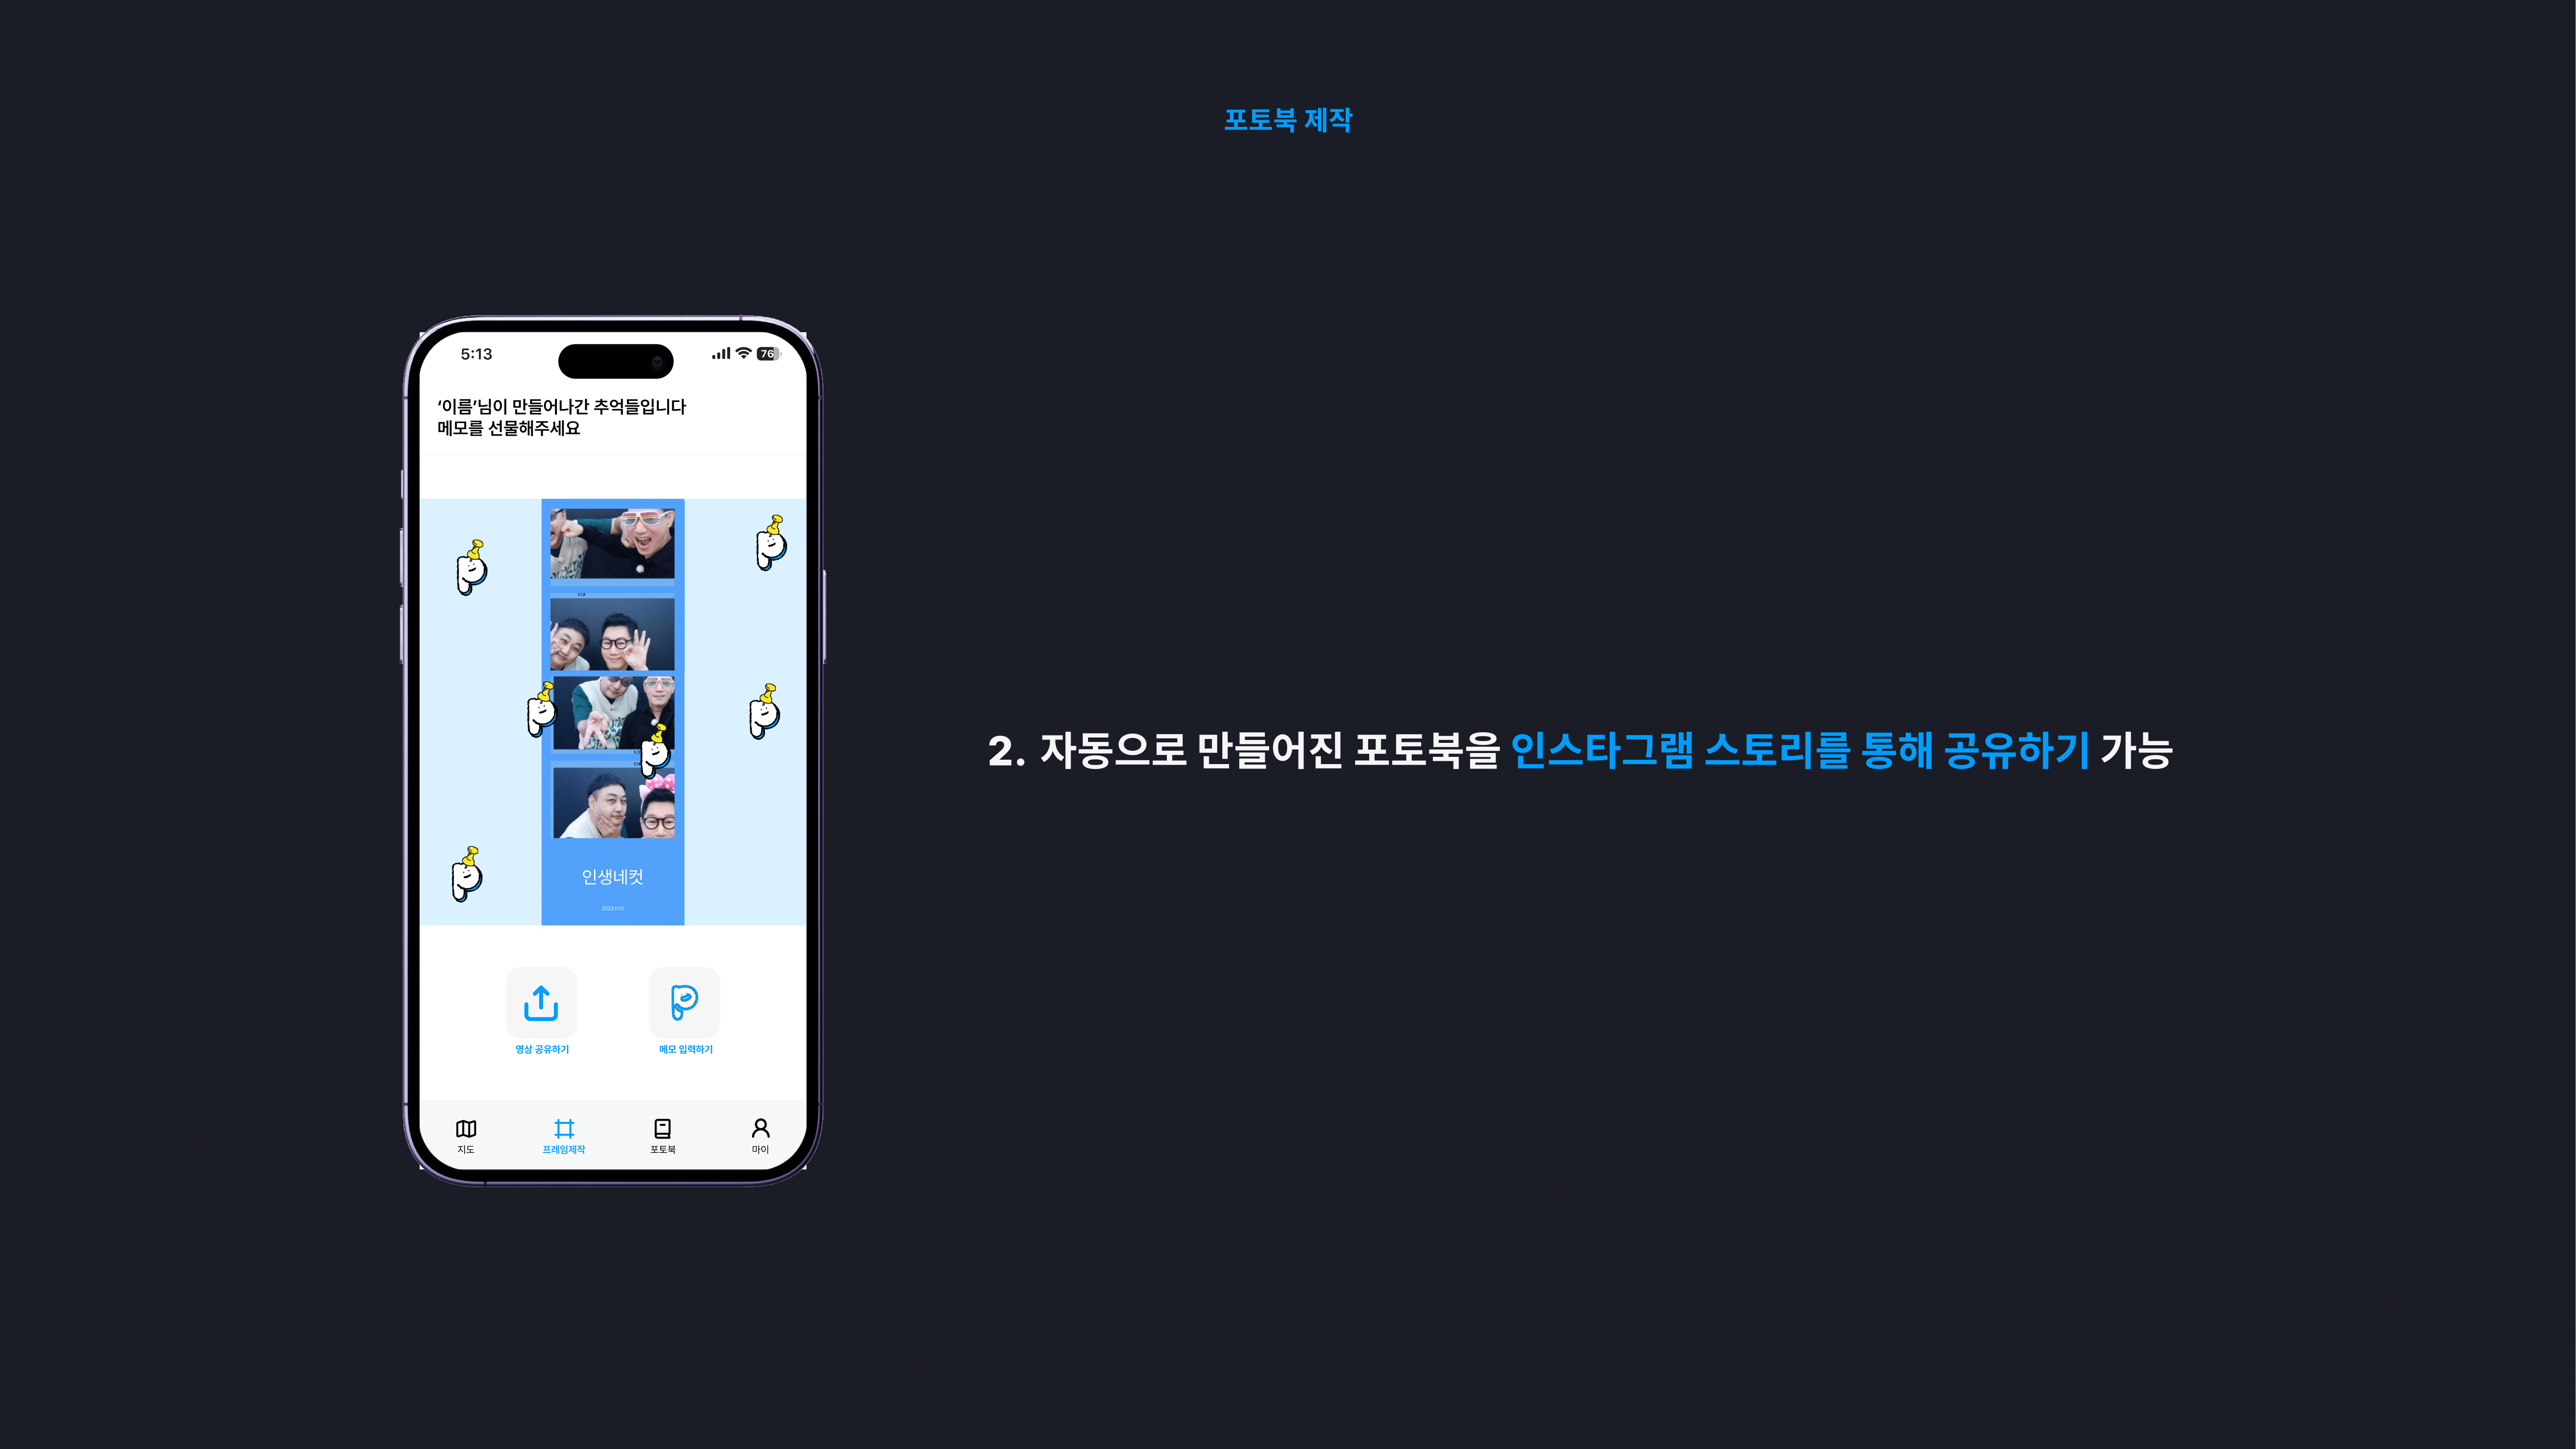 포토북 제작
5:13
76
‘이름’님이 만들어나간 추억들입니다
메모를 선물해주세요
인생네컷
2023.11.11
영상 공유하기
메모 입력하기
지도
프레임제작
포토북
마이
2. 자동으로 만들어진 포토북을 인스타그램 스토리를 통해 공유하기 가능